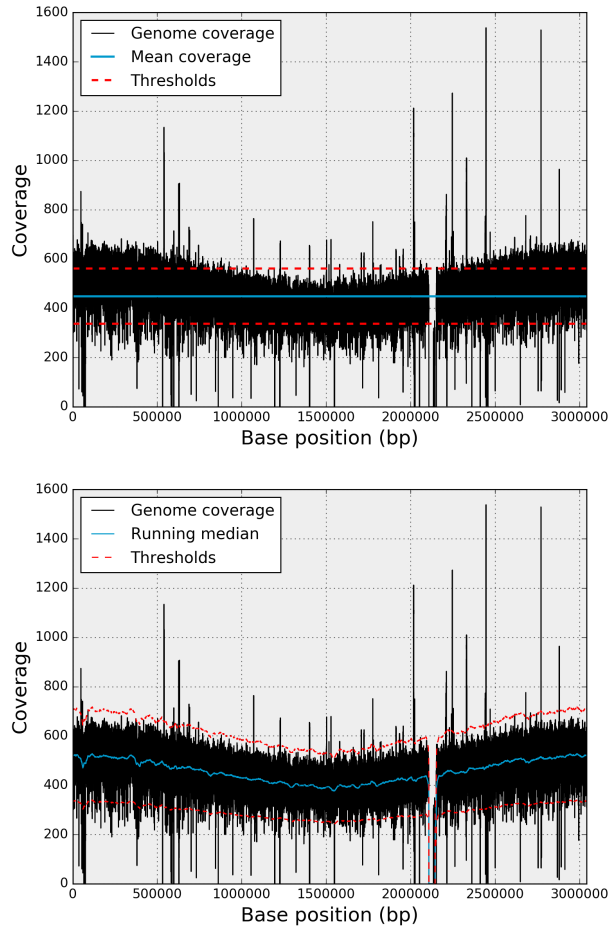 1600
1400
1200
1000
800
600
400
200
0
Coverage
Genome coverage
Mean coverage
Thresholds
0 500000 1000000 1500000 2000000 2500000 3000000
Base position (bp)
1600
1400
1200
1000
800
600
400
200
0
Coverage
Genome coverage
Running median
Thresholds
0 500000 1000000 1500000 2000000 2500000 3000000
Base position (bp)